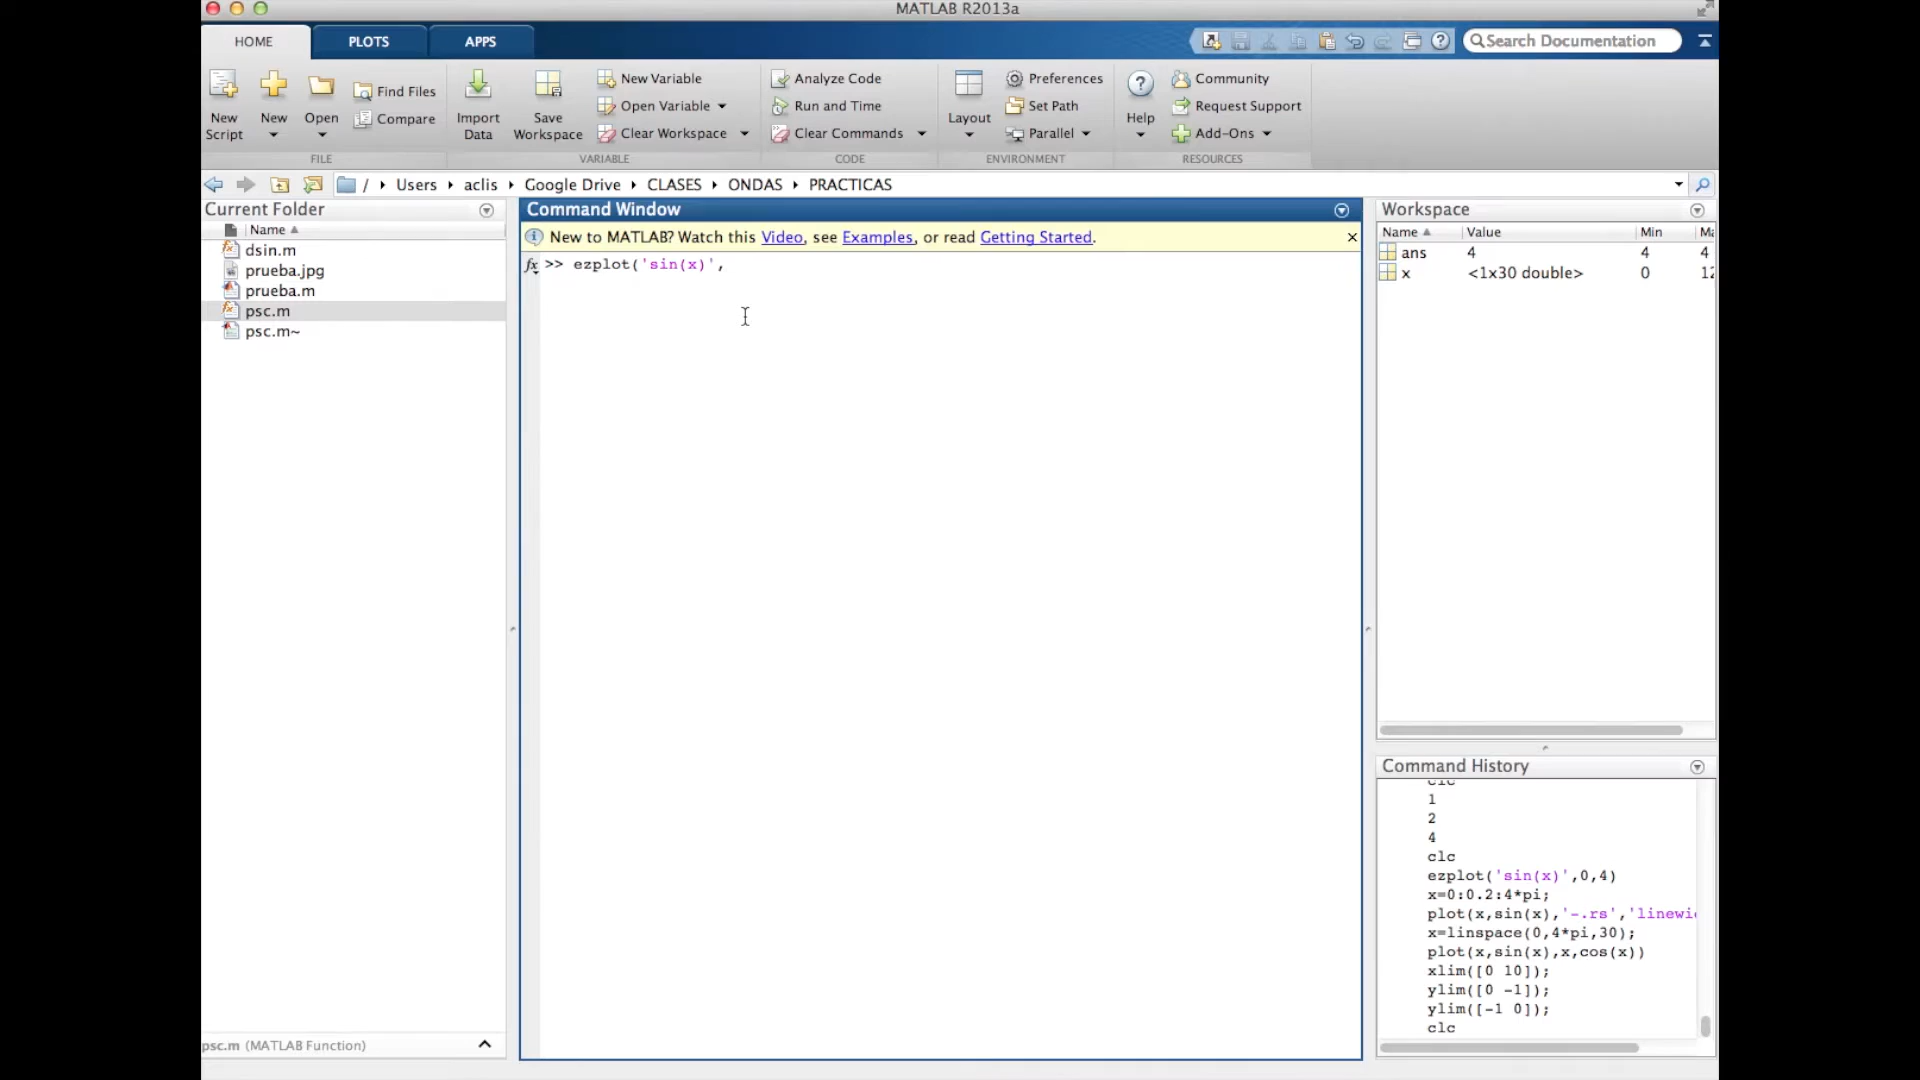 MATLAB R2013a
HOME
PLOTS
APPS
Search Documentation
New Script
New
Open
Find Files
Compare
FILE
Import Data
Save Workspace
New Variable
Open Variable
Clear Workspace
VARIABLE
Analyze Code
Run and Time
Clear Commands
CODE
Layout
Preferences
Set Path
Parallel
ENVIRONMENT
Help
Community
Request Support
Add-Ons
RESOURCES
/ Users aclis Google Drive CLASES ONDAS PRACTICAS
Current Folder
Name
dsin.m
prueba.jpg
prueba.m
psc.m
psc.m~
psc.m (MATLAB Function)
Command Window
New to MATLAB? Watch this Video, see Examples, or read Getting Started.
fx >> ezplot('sin(x)',
Workspace
Name Value Min
ans 4 4 4
x <1x30 double> 0 12
Command History
clc
1
2
4
clc
ezplot('sin(x)',0,4)
x=0:0.2:4*pi;
plot(x,sin(x),'-.rs','linewi
x=linspace(0,4*pi,30);
plot(x,sin(x),x,cos(x))
xlim([0 10]);
ylim([0 -1]);
ylim([-1 0]);
clc